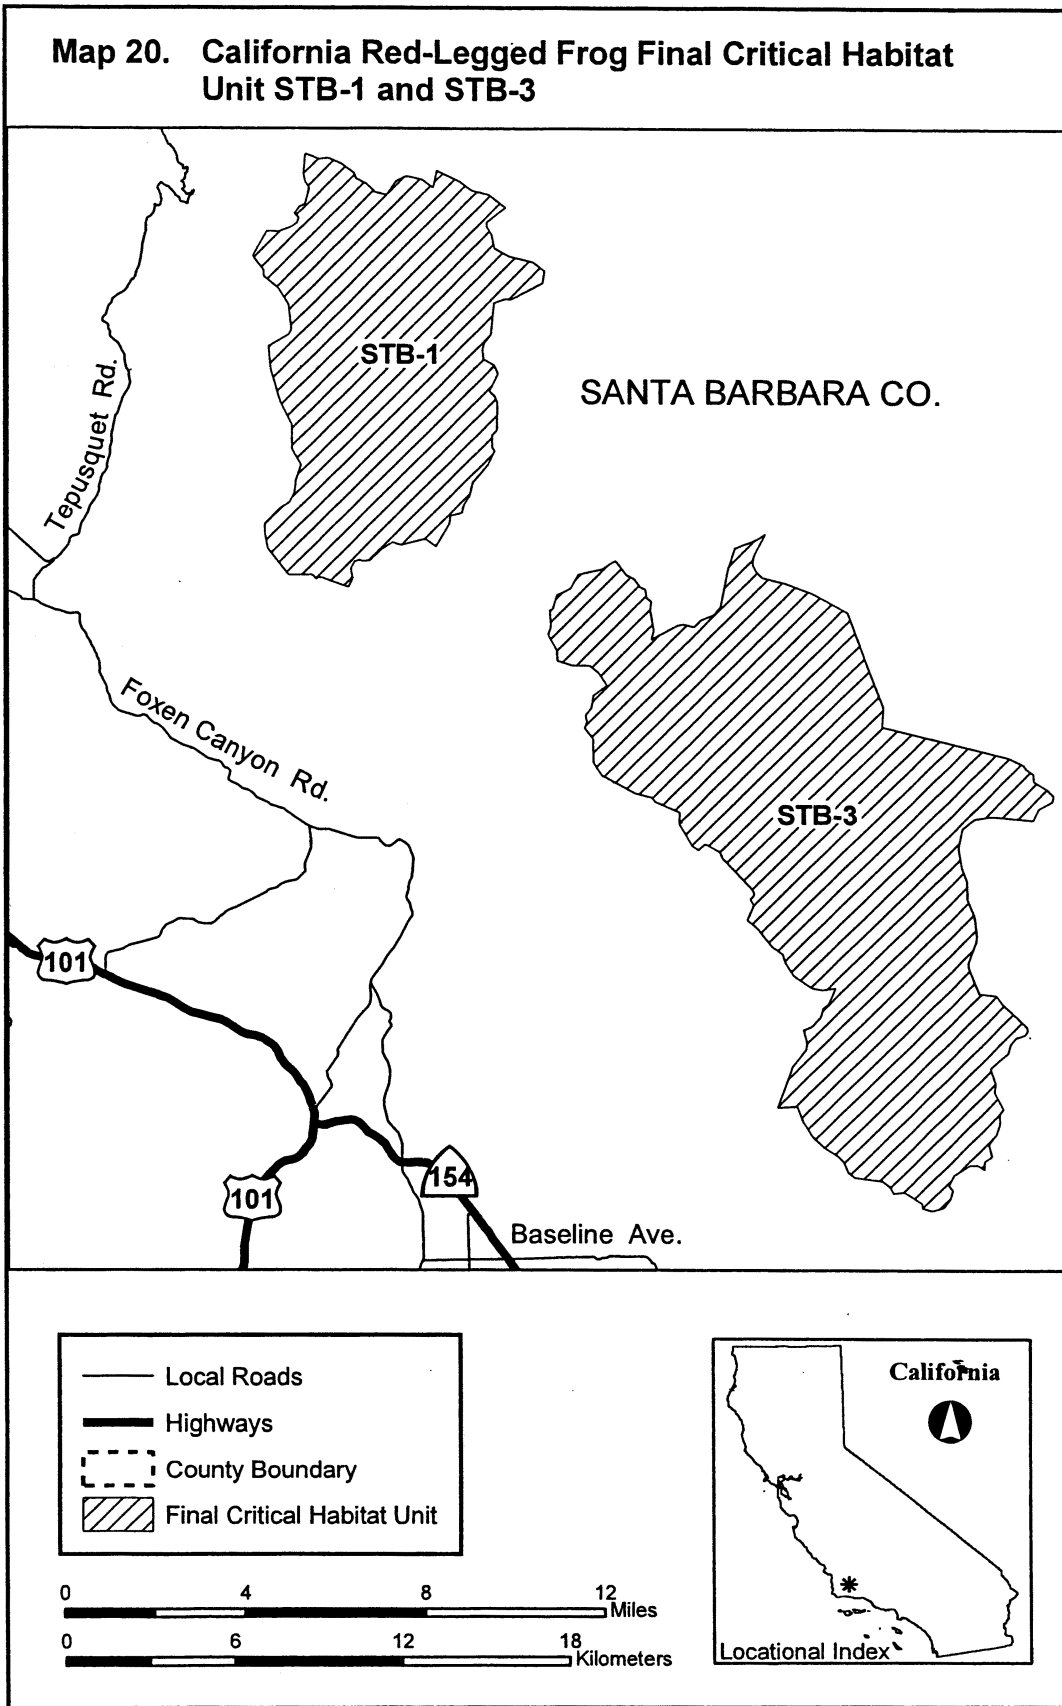 Map 20. California Red-Legged Frog Final Critical Habitat
Unit STB-1 and STB-3
STB-1
SANTA BARBARA CO.
Tepusquet Rd.
Foxen Canyon Rd.
STB-3
101
101
154
Baseline Ave.
Local Roads
Highways
County Boundary
Final Critical Habitat Unit
0 4 8 12
Miles
0 6 12 18
Kilometers
California
Locational Index